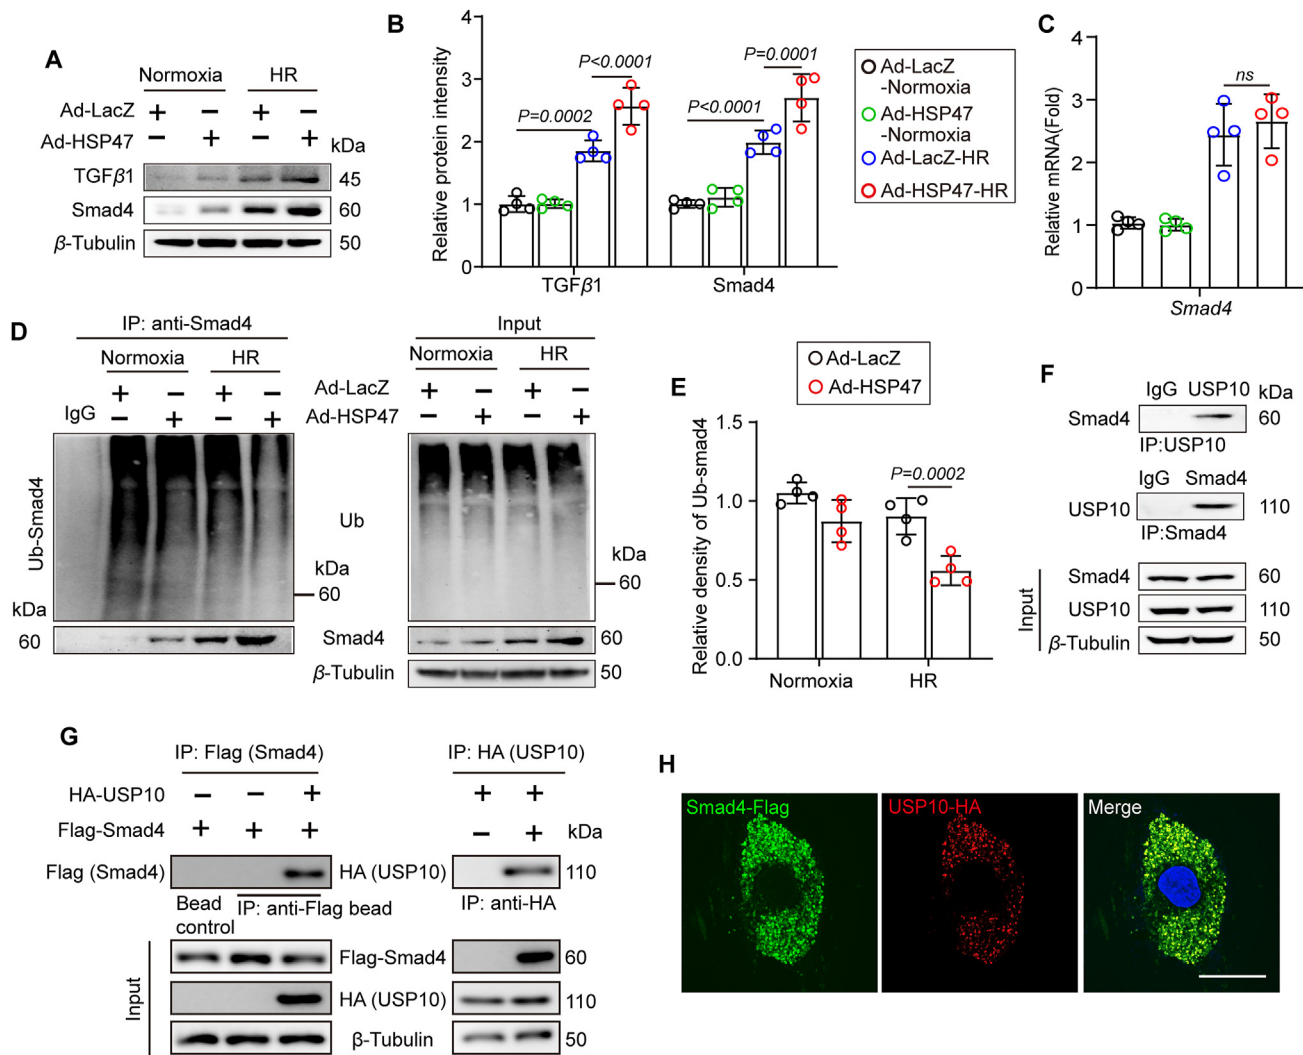 A
Normoxia HR
Ad-LacZ + − + −
Ad-HSP47 − + − + kDa
TGFβ1 45
Smad4 60
β-Tubulin 50
B
Relative protein intensity
4
3
2
1
0
P=0.0002
P<0.0001
P<0.0001
P=0.0001
TGFβ1 Smad4
Ad-LacZ
-Normoxia
Ad-HSP47
-Normoxia
Ad-LacZ-HR
Ad-HSP47-HR
C
Relative mRNA(Fold)
4
3
2
1
0
ns
Smad4
D
IP: anti-Smad4 Input
Normoxia HR Normoxia HR
+ − + − Ad-LacZ + − + −
IgG − + − + Ad-HSP47 − + − +
Ub-Smad4
Ub
kDa
60
kDa
60
kDa
60 Smad4 60
β-Tubulin 50
E
Ad-LacZ
Ad-HSP47
Relative density of Ub-smad4
1.5
1.0
0.5
0.0
P=0.0002
Normoxia HR
F
IgG USP10 kDa
Smad4 60
IP:USP10
IgG Smad4
USP10 110
IP:Smad4
Input
Smad4 60
USP10 110
β-Tubulin 50
G
IP: Flag (Smad4) IP: HA (USP10)
HA-USP10 − − + + +
Flag-Smad4 + + + − + kDa
Flag (Smad4) HA (USP10) 110
Bead
control
IP: anti-Flag bead IP: anti-HA
Input
Flag-Smad4 60
HA (USP10) 110
β-Tubulin 50
H
Smad4-Flag USP10-HA Merge